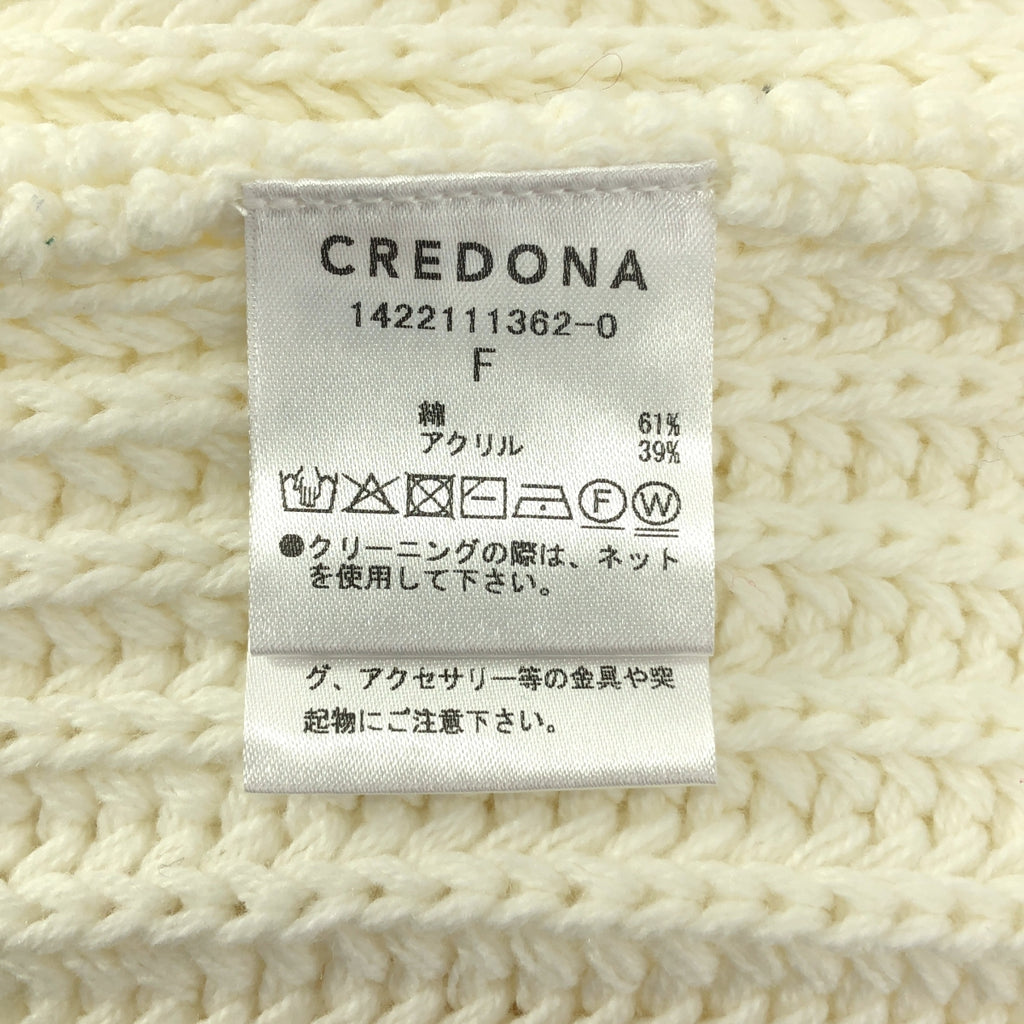 CREDONA
1422111362-0
F
綿 61%
アクリル 39%
F W
●クリーニングの際は、ネット
を使用して下さい。
グ、アクセサリー等の金具や突
起物にご注意下さい。